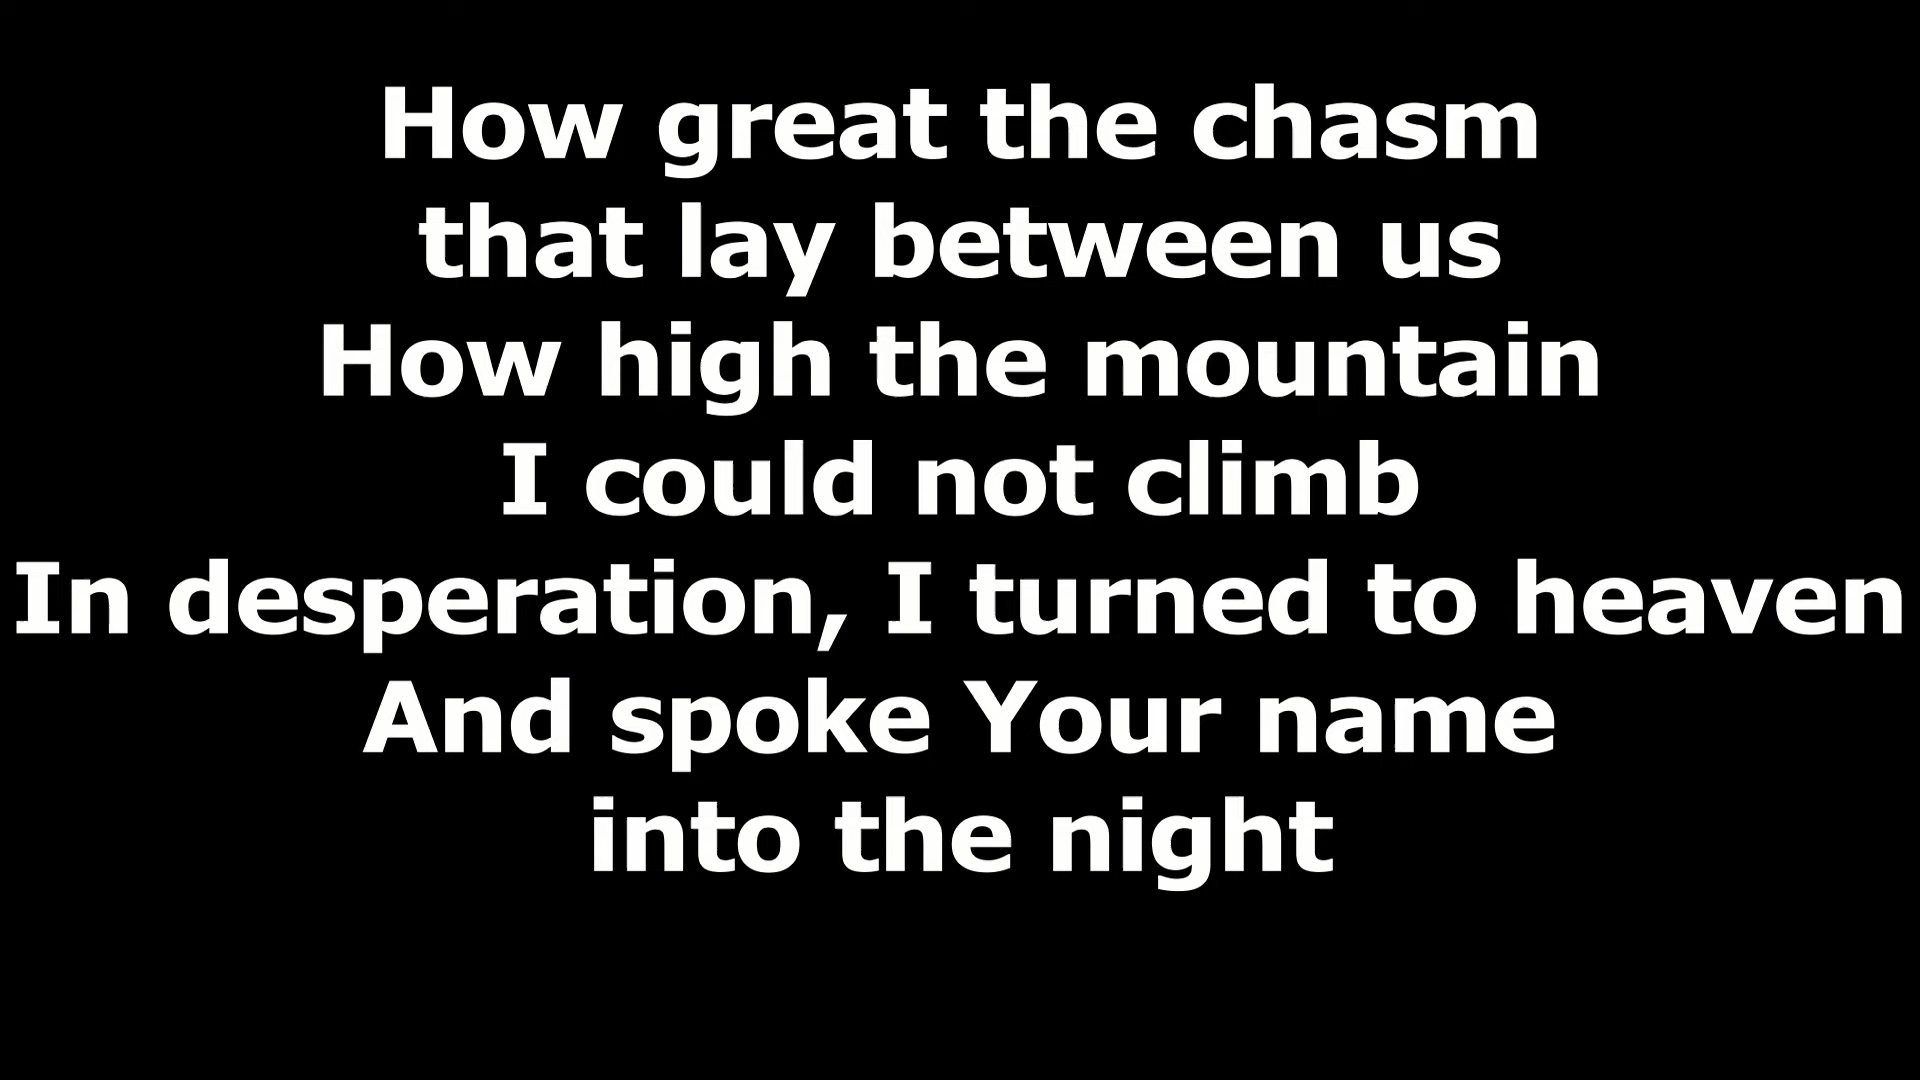 How great the chasm
that lay between us
How high the mountain
I could not climb
In desperation, I turned to heaven
And spoke Your name
into the night